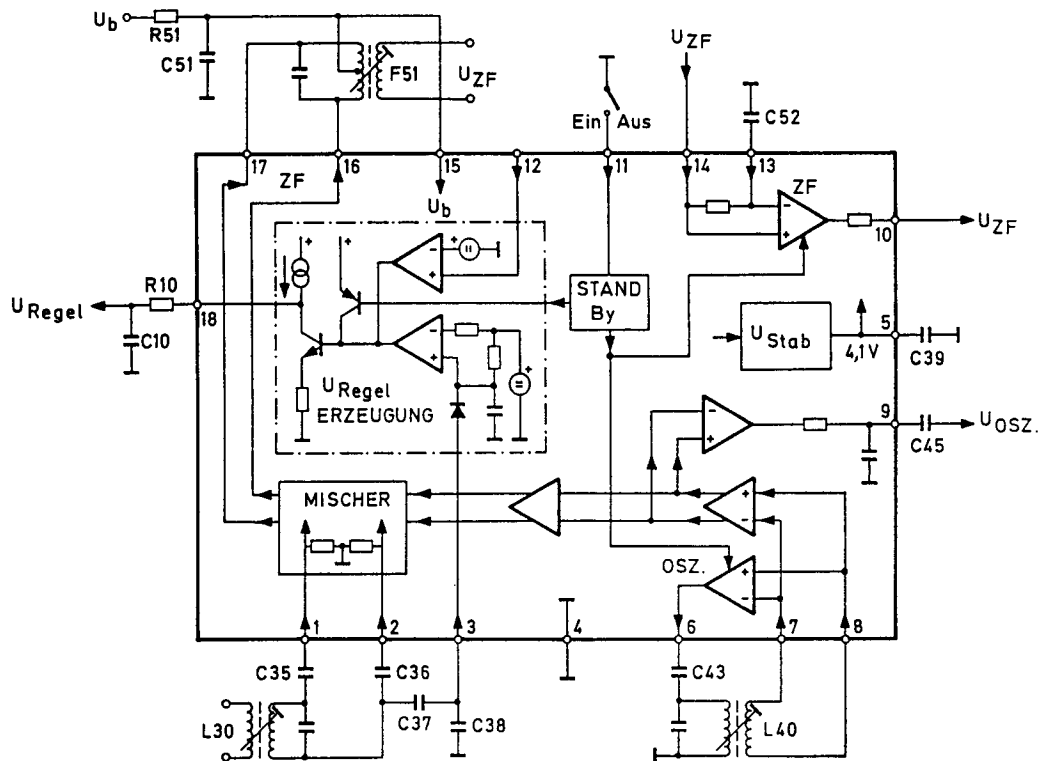 U_b
R51
C51
F51
U_ZF
U_ZF
Ein Aus
C52
17
16
15
12
11
14
13
ZF
U_b
ZF
10
U_ZF
STAND
By
U_Regel
R10
18
C10
U_Regel
ERZEUGUNG
U_Stab
4,1V
5
C39
9
C45
U_OSZ.
MISCHER
OSZ.
1
2
3
4
6
7
8
C35
C36
C43
C37
C38
L30
L40